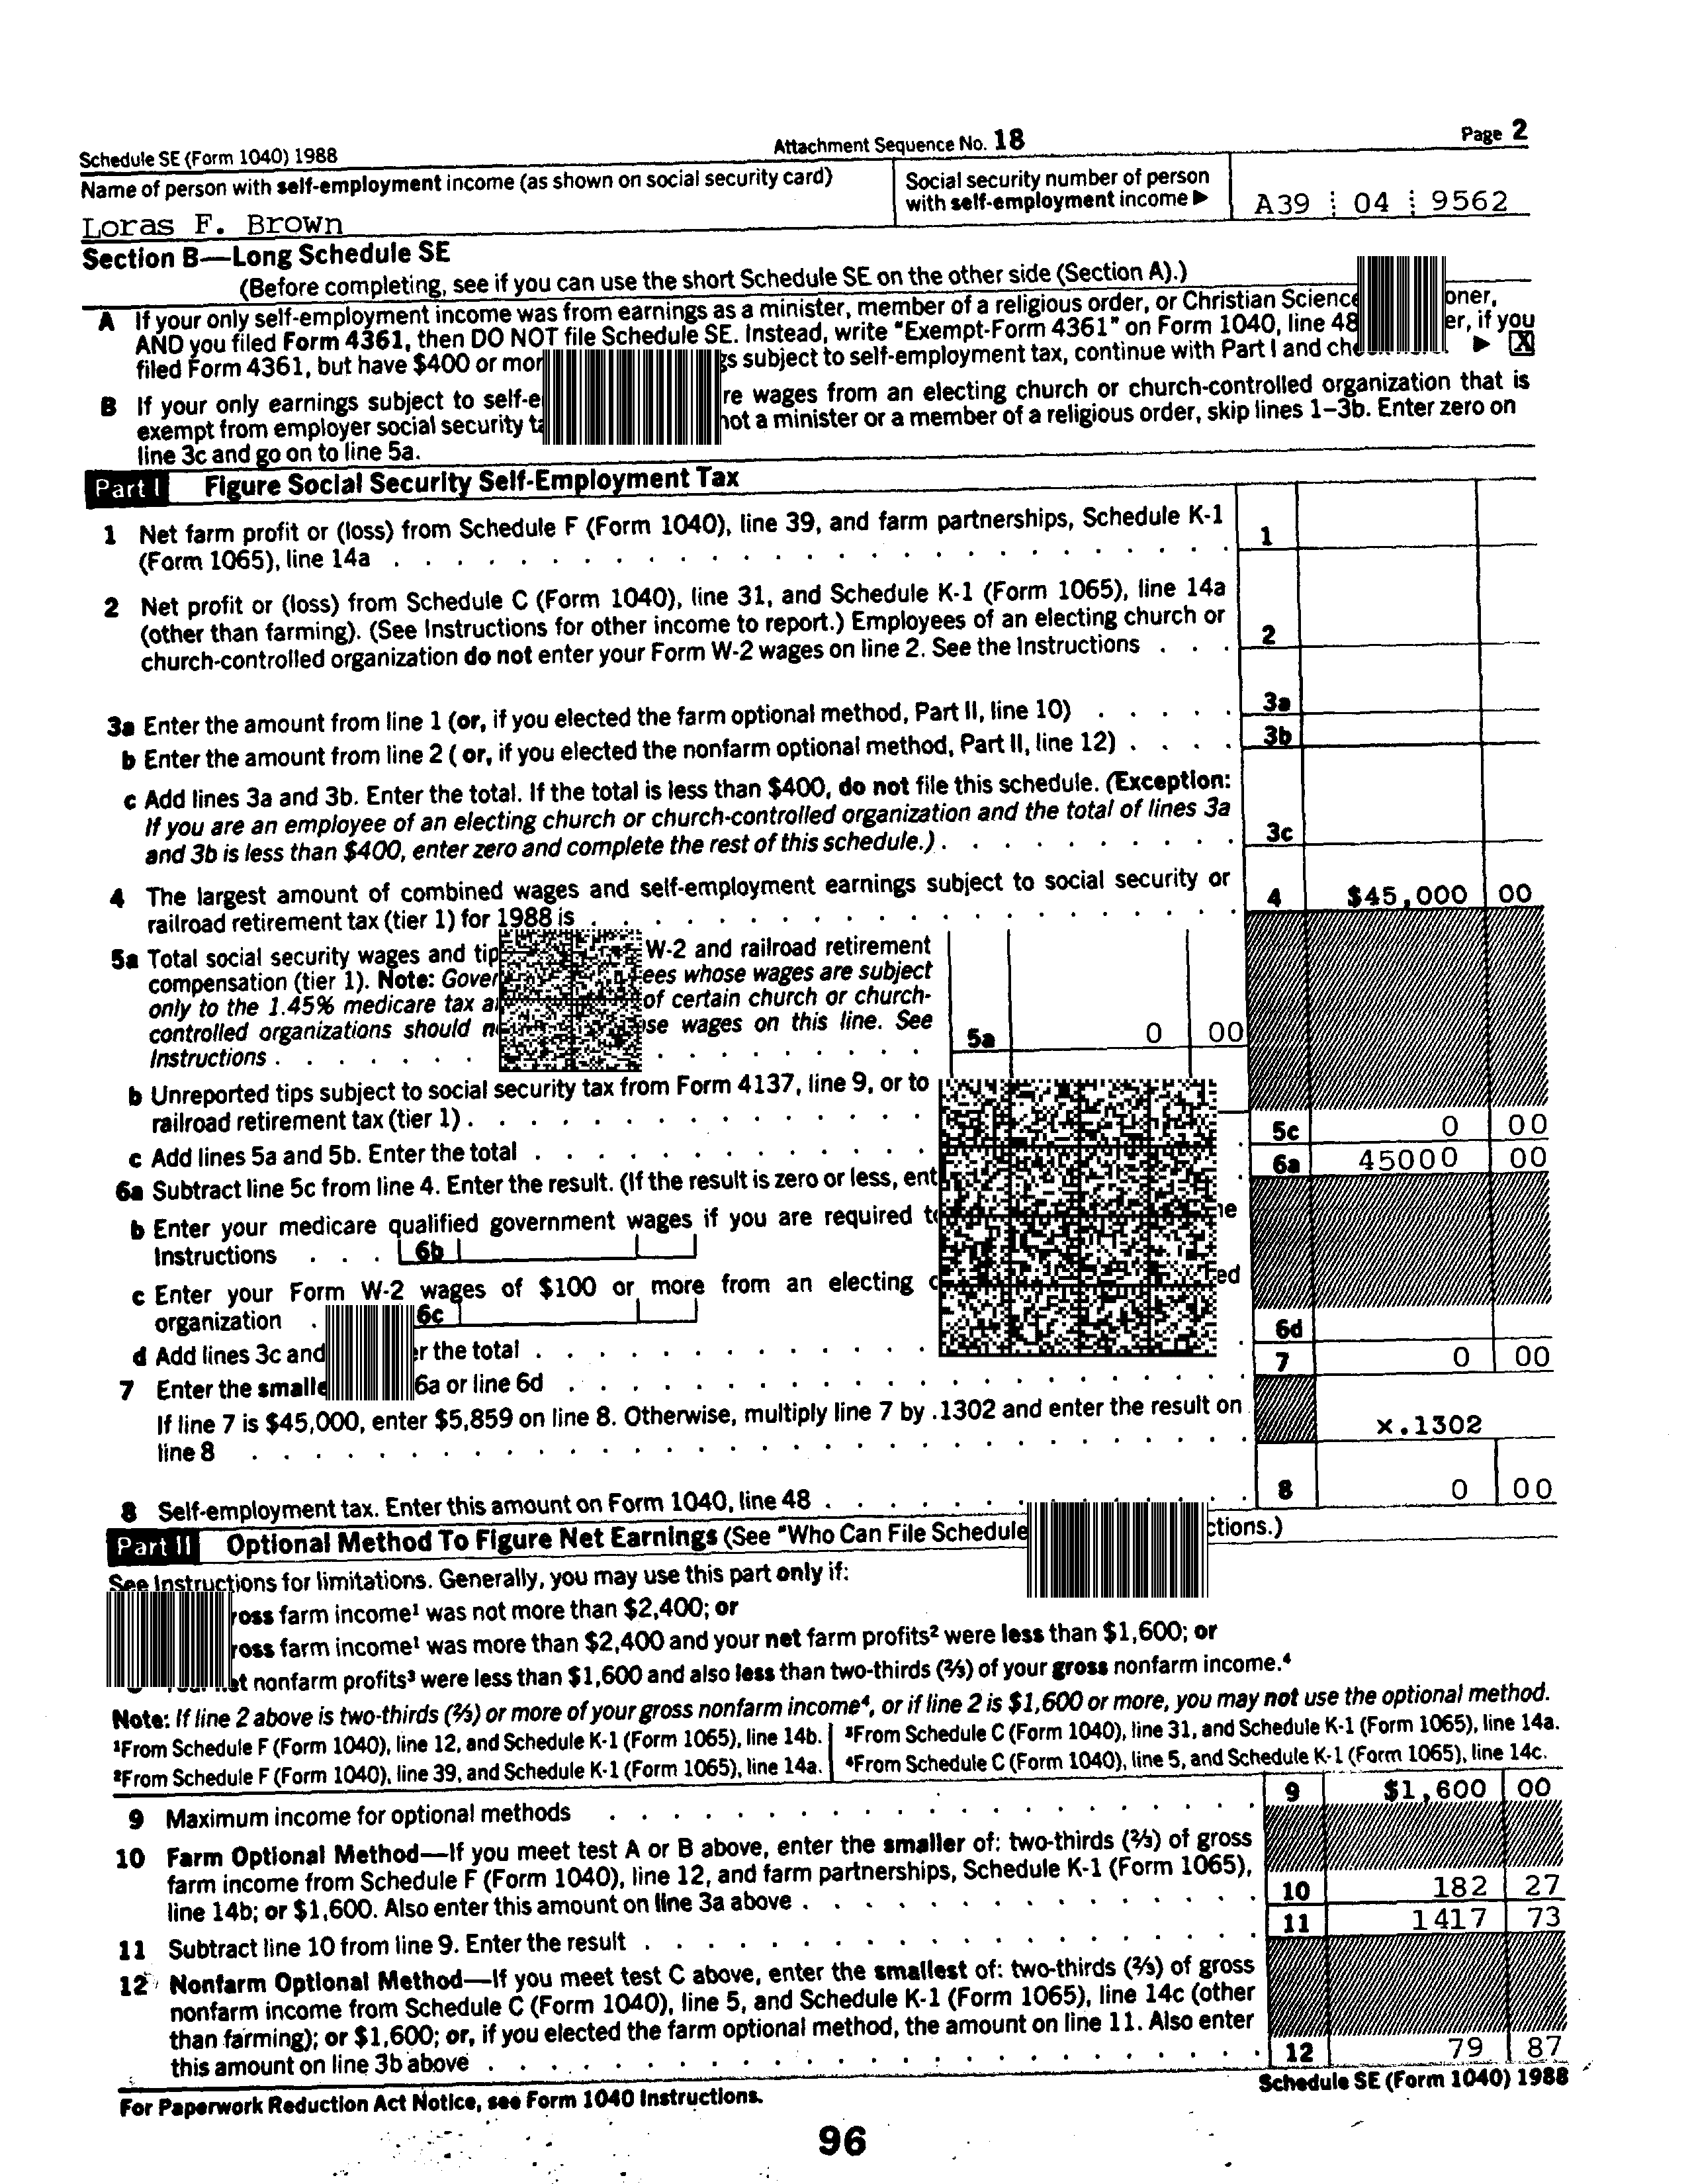 Schedule SE (Form 1040) 1988 Attachment Sequence No. 18 Page 2
Name of person with self-employment income (as shown on social security card)
Social security number of person
with self-employment income ▶ A39 04 9562
Loras F. Brown
Section B—Long Schedule SE
(Before completing, see if you can use the short Schedule SE on the other side (Section A).)
A If your only self-employment income was from earnings as a minister, member of a religious order, or Christian Science
AND you filed Form 4361, then DO NOT file Schedule SE. Instead, write "Exempt-Form 4361" on Form 1040, line 48 if you
filed Form 4361, but have $400 or subject to self-employment tax, continue with Part I and ▶ X
B If your only earnings subject to wages from an electing church or church-controlled organization that is
exempt from employer social security not a minister or a member of a religious order, skip lines 1–3b. Enter zero on
line 3c and go on to line 5a.
Part I Figure Social Security Self-Employment Tax
1 Net farm profit or (loss) from Schedule F (Form 1040), line 39, and farm partnerships, Schedule K-1
(Form 1065), line 14a 1
2 Net profit or (loss) from Schedule C (Form 1040), line 31, and Schedule K-1 (Form 1065), line 14a
(other than farming). (See Instructions for other income to report.) Employees of an electing church or
church-controlled organization do not enter your Form W-2 wages on line 2. See the Instructions 2
3a Enter the amount from line 1 (or, if you elected the farm optional method, Part II, line 10) 3a
b Enter the amount from line 2 ( or, if you elected the nonfarm optional method, Part II, line 12) 3b
c Add lines 3a and 3b. Enter the total. If the total is less than $400, do not file this schedule. (Exception:
If you are an employee of an electing church or church-controlled organization and the total of lines 3a
and 3b is less than $400, enter zero and complete the rest of this schedule.) 3c
4 The largest amount of combined wages and self-employment earnings subject to social security or
railroad retirement tax (tier 1) for 1988 is 4 $45,000 00
5a Total social security wages and W-2 and railroad retirement
compensation (tier 1). Note: whose wages are subject
only to the 1.45% medicare tax of certain church or church-
controlled organizations should wages on this line. See
Instructions 5a 0 00
b Unreported tips subject to social security tax from Form 4137, line 9, or to
railroad retirement tax (tier 1)
c Add lines 5a and 5b. Enter the total 5c 0 00
6a Subtract line 5c from line 4. Enter the result. (If the result is zero or less, 6a 45000 00
b Enter your medicare qualified government wages if you are required
Instructions 6b
c Enter your Form W-2 wages of $100 or more from an electing
organization 6c
d Add lines 3c and the total 6d
7 Enter the 6a or line 6d 7 0 00
If line 7 is $45,000, enter $5,859 on line 8. Otherwise, multiply line 7 by .1302 and enter the result on
line 8 x.1302
8 Self-employment tax. Enter this amount on Form 1040, line 48 8 0 00
Part II Optional Method To Figure Net Earnings (See "Who Can File Schedule
See Instructions for limitations. Generally, you may use this part only if:
farm income¹ was not more than $2,400; or
farm income¹ was more than $2,400 and your net farm profits² were less than $1,600; or
nonfarm profits³ were less than $1,600 and also less than two-thirds (⅔) of your gross nonfarm income.⁴
Note: If line 2 above is two-thirds (⅔) or more of your gross nonfarm income⁴, or if line 2 is $1,600 or more, you may not use the optional method.
¹From Schedule F (Form 1040), line 12, and Schedule K-1 (Form 1065), line 14b. ³From Schedule C (Form 1040), line 31, and Schedule K-1 (Form 1065), line 14a.
²From Schedule F (Form 1040), line 39, and Schedule K-1 (Form 1065), line 14a. ⁴From Schedule C (Form 1040), line 5, and Schedule K-1 (Form 1065), line 14c.
9 Maximum income for optional methods 9 $1,600 00
10 Farm Optional Method—If you meet test A or B above, enter the smaller of: two-thirds (⅔) of gross
farm income from Schedule F (Form 1040), line 12, and farm partnerships, Schedule K-1 (Form 1065),
line 14b; or $1,600. Also enter this amount on line 3a above 10 182 27
11 Subtract line 10 from line 9. Enter the result 11 1417 73
12 Nonfarm Optional Method—If you meet test C above, enter the smallest of: two-thirds (⅔) of gross
nonfarm income from Schedule C (Form 1040), line 5, and Schedule K-1 (Form 1065), line 14c (other
than farming); or $1,600; or, if you elected the farm optional method, the amount on line 11. Also enter
this amount on line 3b above 12 79 87
For Paperwork Reduction Act Notice, see Form 1040 Instructions. Schedule SE (Form 1040) 1988
96